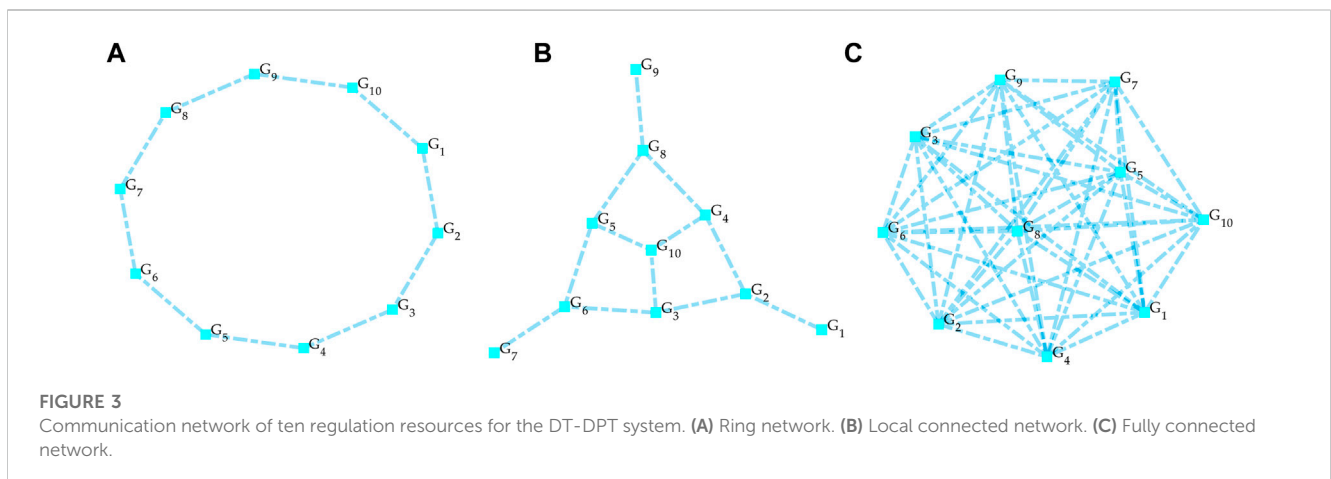 A
B
C
G9
G10
G8
G1
G7
G2
G6
G3
G5
G4
G9
G8
G5
G4
G10
G6
G3
G2
G7
G1
G9
G7
G3
G5
G10
G6
G8
G2
G1
G4
FIGURE 3
Communication network of ten regulation resources for the DT-DPT system. (A) Ring network. (B) Local connected network. (C) Fully connected
network.